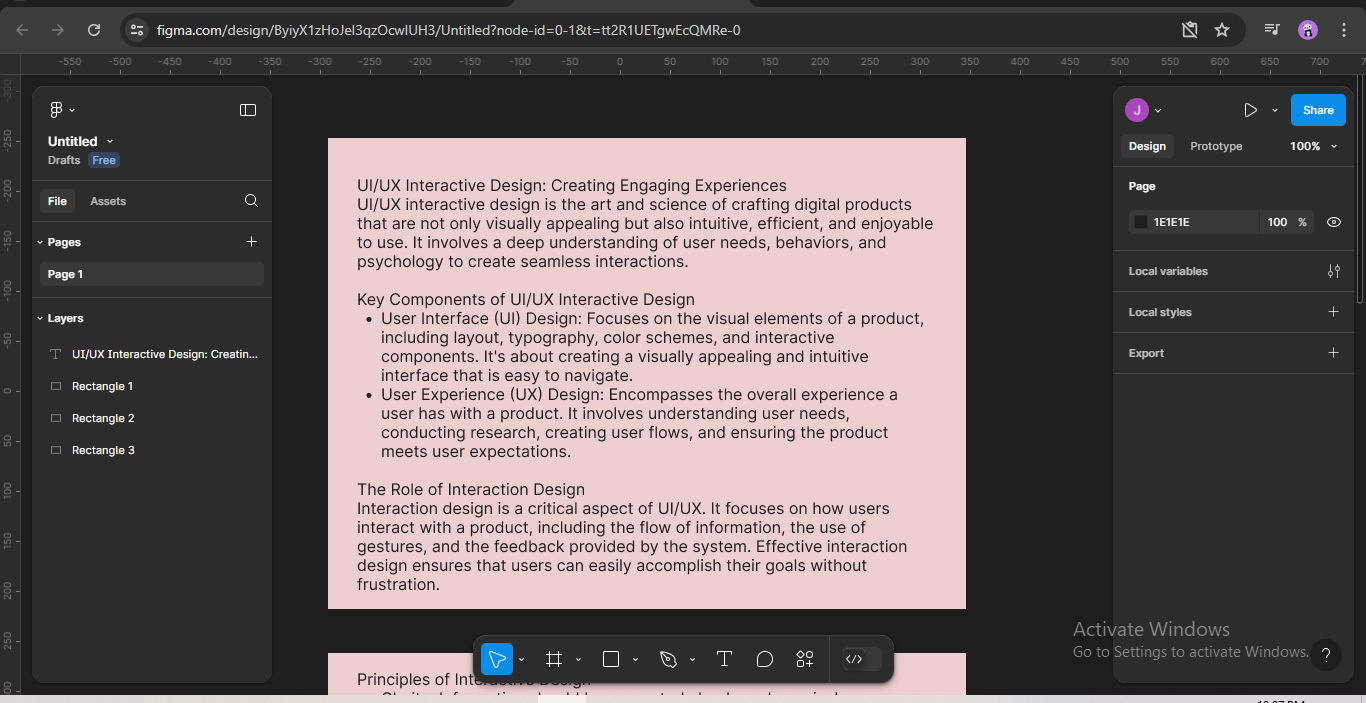 figma.com/design/ByiyX1zHoJel3qzOcwlUH3/Untitled?node-id=0-1&t=tt2R1UETgwEcQMRe-0
-550 -500 -450 -400 -350 -300 -250 -200 -150 -100 -50 0 50 100 150 200 250 300 350 400 450 500 550 600 650 700
-300
-250
-200
-150
-100
-50
0
50
100
150
200
250
Untitled
Drafts Free
File Assets
Pages
Page 1
Layers
UI/UX Interactive Design: Creatin...
Rectangle 1
Rectangle 2
Rectangle 3
UI/UX Interactive Design: Creating Engaging Experiences
UI/UX interactive design is the art and science of crafting digital products
that are not only visually appealing but also intuitive, efficient, and enjoyable
to use. It involves a deep understanding of user needs, behaviors, and
psychology to create seamless interactions.
Key Components of UI/UX Interactive Design
• User Interface (UI) Design: Focuses on the visual elements of a product,
including layout, typography, color schemes, and interactive
components. It's about creating a visually appealing and intuitive
interface that is easy to navigate.
• User Experience (UX) Design: Encompasses the overall experience a
user has with a product. It involves understanding user needs,
conducting research, creating user flows, and ensuring the product
meets user expectations.
The Role of Interaction Design
Interaction design is a critical aspect of UI/UX. It focuses on how users
interact with a product, including the flow of information, the use of
gestures, and the feedback provided by the system. Effective interaction
design ensures that users can easily accomplish their goals without
frustration.
Principles of Interactive Design
J
Share
Design Prototype 100%
Page
1E1E1E 100 %
Local variables
Local styles
Export
Activate Windows
Go to Settings to activate Windows.
?